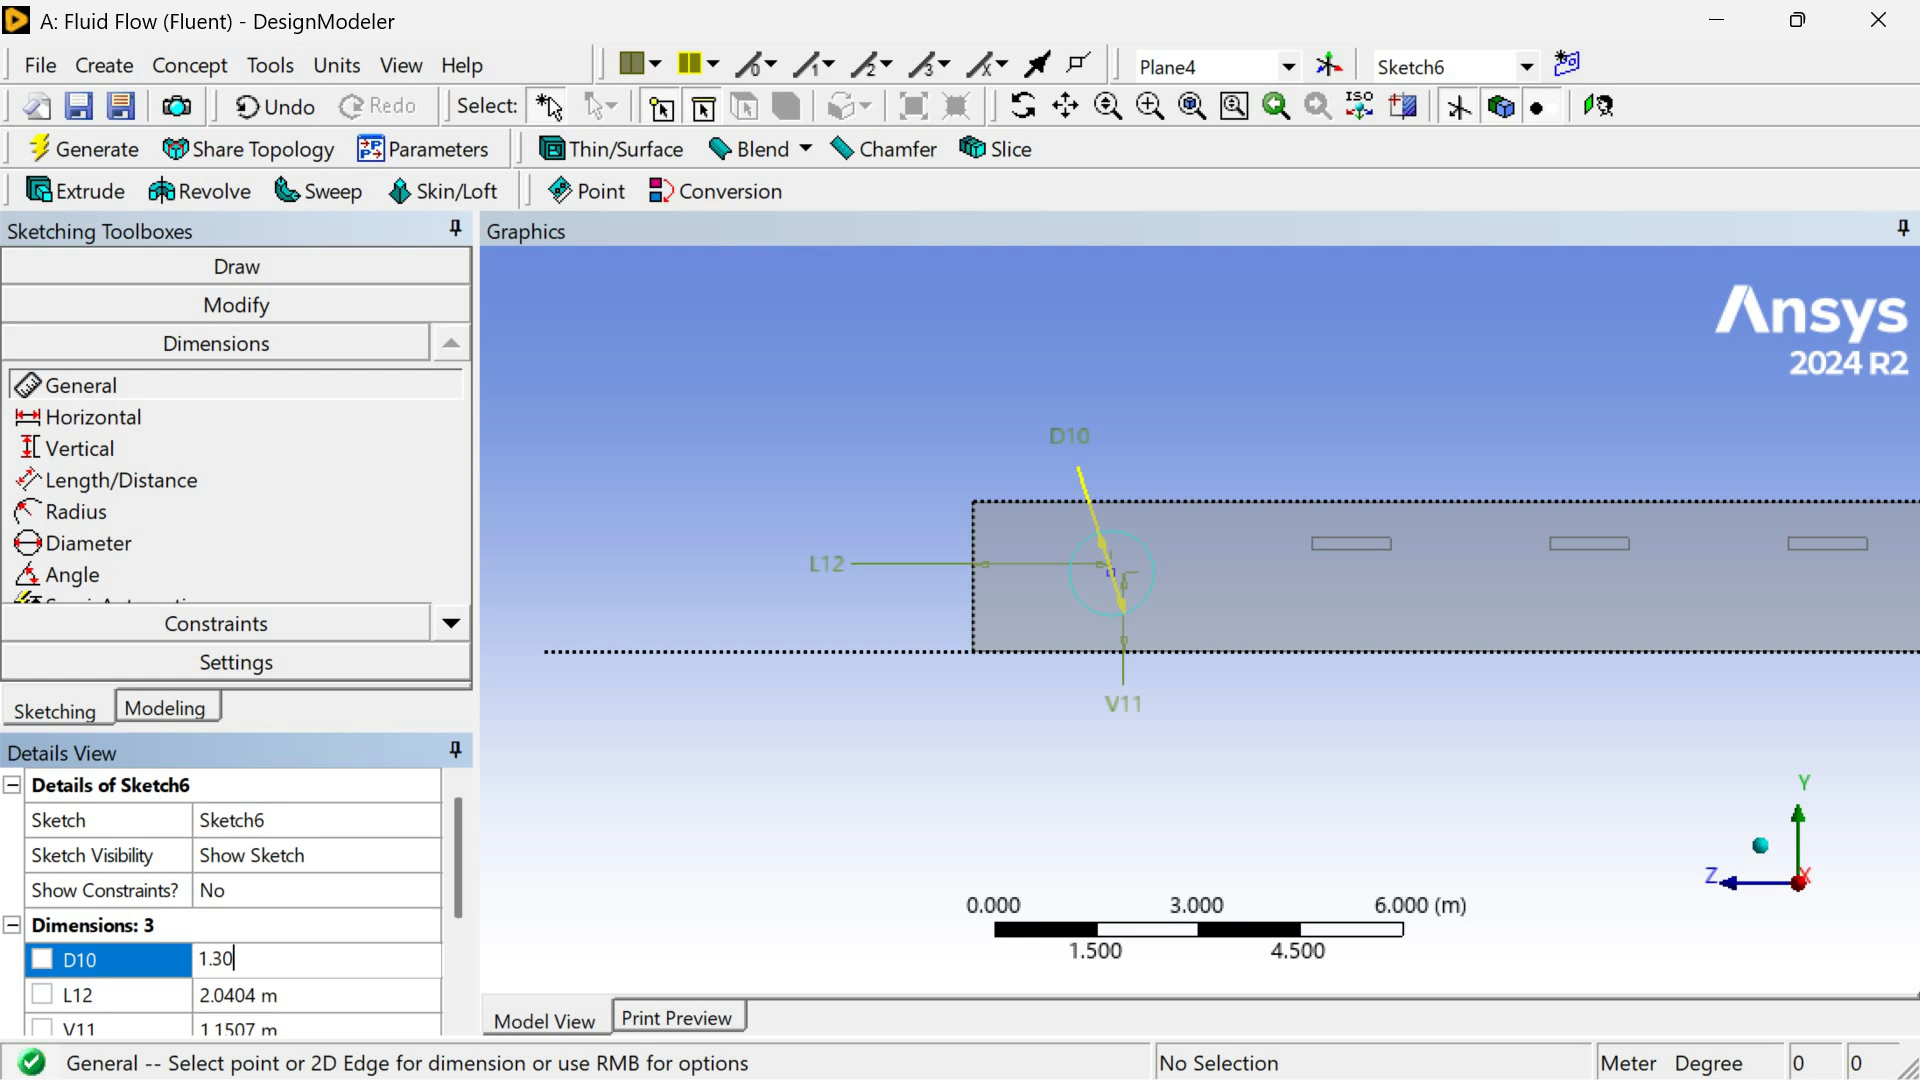 A: Fluid Flow (Fluent) - DesignModeler
File Create Concept Tools Units View Help
0 1 2 3 x
Plane4 Sketch6
Undo Redo Select: ISO
Generate Share Topology Parameters Thin/Surface Blend Chamfer Slice
Extrude Revolve Sweep Skin/Loft Point Conversion
Sketching Toolboxes
Draw
Modify
Dimensions
General
Horizontal
Vertical
Length/Distance
Radius
Diameter
Angle
Constraints
Settings
Sketching Modeling
Details View
Details of Sketch6
Sketch Sketch6
Sketch Visibility Show Sketch
Show Constraints? No
Dimensions: 3
D10 1.30
L12 2.0404 m
V11 1.1507 m
Graphics
Ansys
2024 R2
D10
L12
V11
Y
Z X
0.000 3.000 6.000 (m)
1.500 4.500
Model View Print Preview
General -- Select point or 2D Edge for dimension or use RMB for options No Selection Meter Degree 0 0